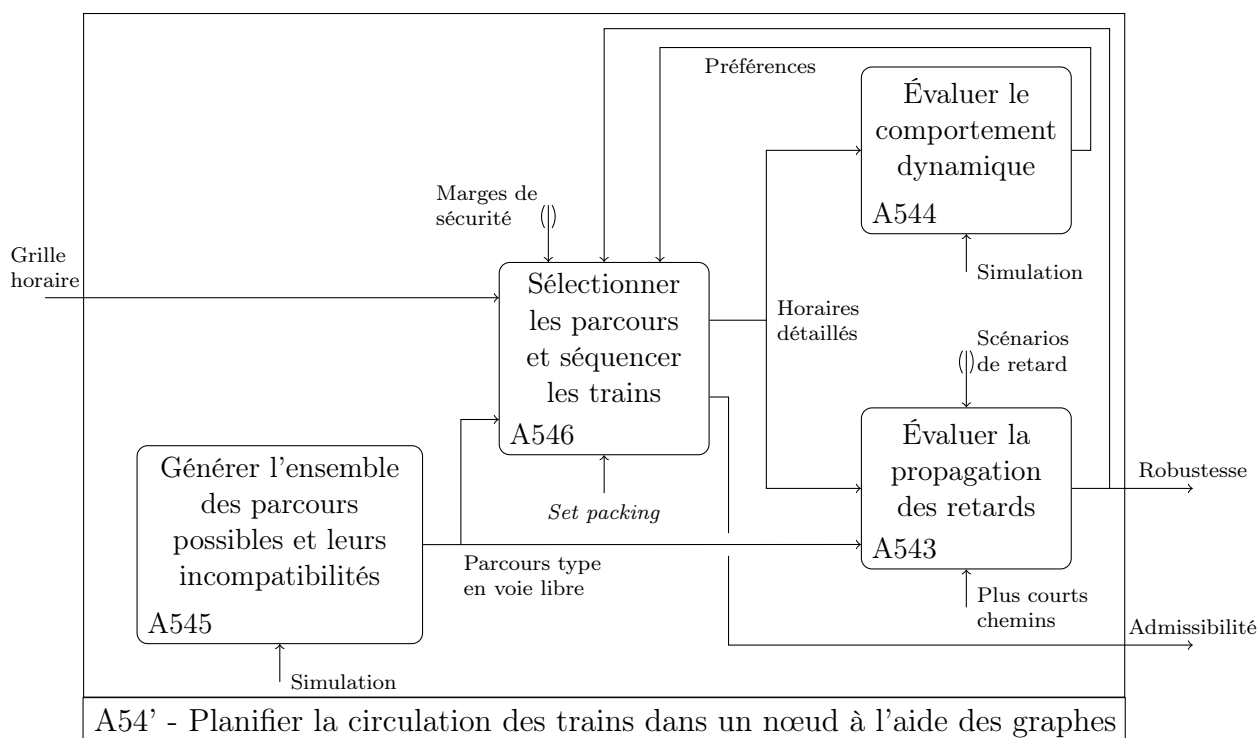 Préférences
Évaluer le
comportement
dynamique
A544
Simulation
Marges de
sécurité
()
Grille
horaire
Sélectionner
les parcours
et séquencer
les trains
A546
Set packing
Horaires
détaillés
Scénarios
de retard
()
Évaluer la
propagation
des retards
A543
Plus courts
chemins
Robustesse
Admissibilité
Générer l'ensemble
des parcours
possibles et leurs
incompatibilités
A545
Simulation
Parcours type
en voie libre
A54' - Planifier la circulation des trains dans un nœud à l'aide des graphes